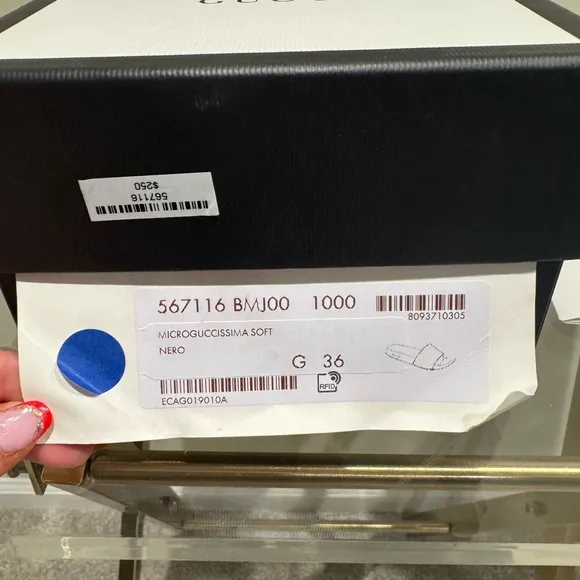 $250
567116
567116 BMJ00 1000
8093710305
MICROGUCCISSIMA SOFT
NERO
G 36
RFID
ECAG019010A